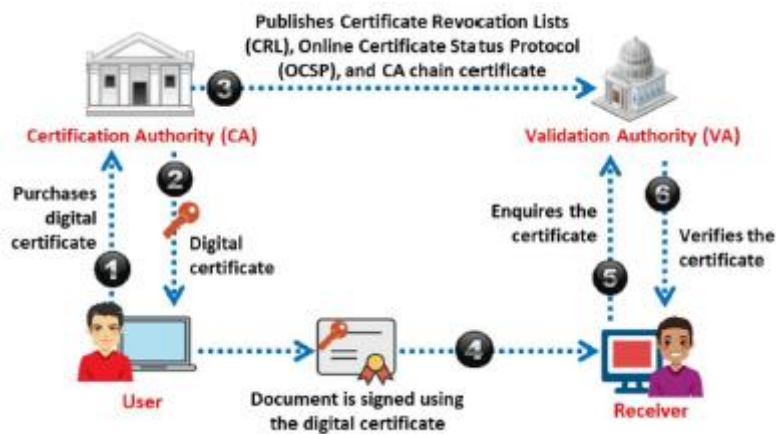 Publishes Certificate Revocation Lists
(CRL), Online Certificate Status Protocol
(OCSP), and CA chain certificate
3
Certification Authority (CA)
Validation Authority (VA)
2
6
Purchases
digital
certificate
Enquires the
certificate
Digital
certificate
Verifies the
certificate
1
5
4
User
Document is signed using
the digital certificate
Receiver